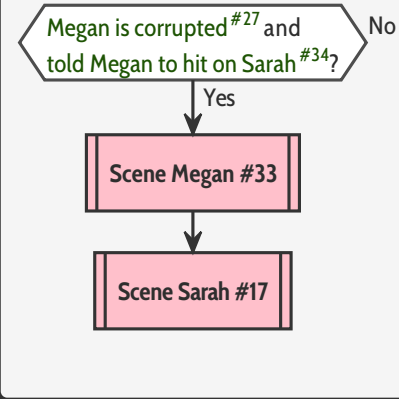 Megan is corrupted #27 and No
told Megan to hit on Sarah #34?
Yes
Scene Megan #33
Scene Sarah #17